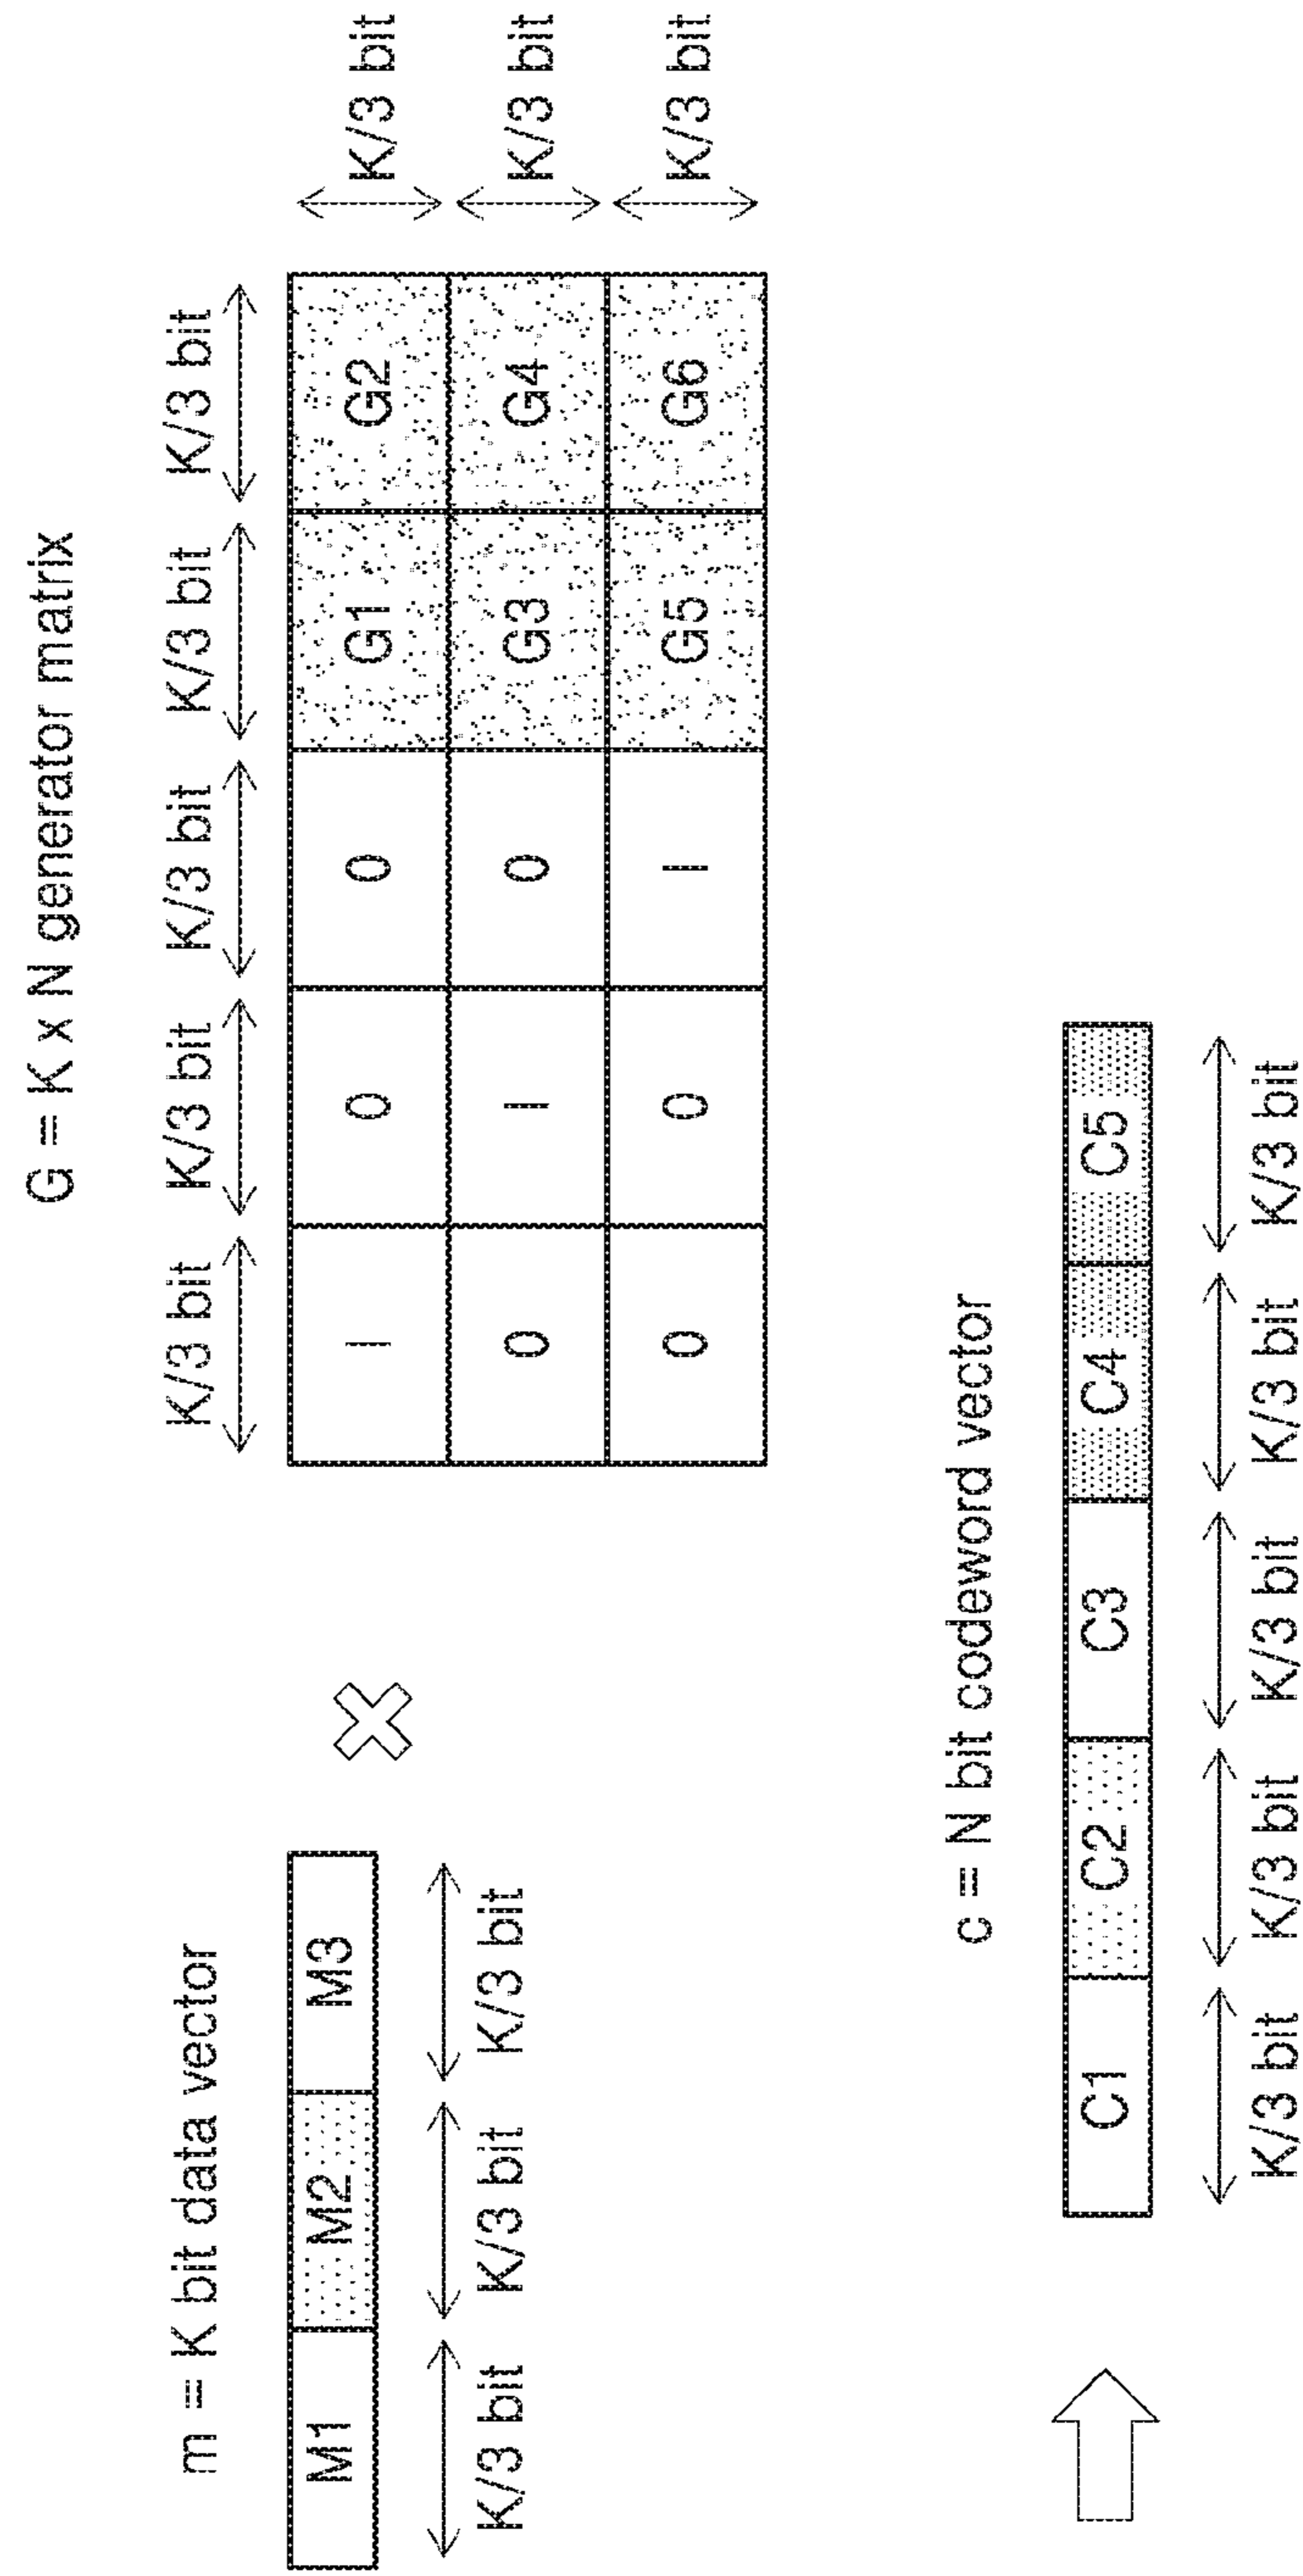 m = K bit data vector
M1 M2 M3
K/3 bit K/3 bit K/3 bit
G = K x N generator matrix
K/3 bit K/3 bit K/3 bit K/3 bit K/3 bit
I 0 0 G1 G2 K/3 bit
0 I 0 G3 G4 K/3 bit
0 0 I G5 G6 K/3 bit
c = N bit codeword vector
C1 C2 C3 C4 C5
K/3 bit K/3 bit K/3 bit K/3 bit K/3 bit